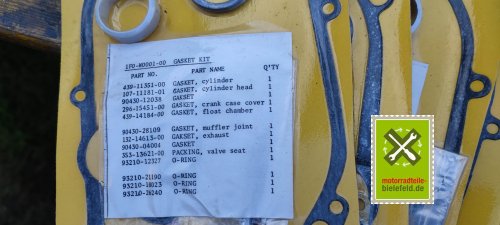 1F0-W0001-00 GASKET KIT
PART NO. PART NAME Q'TY
439-11351-00 GASKET, cylinder 1
107-11181-01 GASKET, cylinder head 1
90430-12038 GASKET 1
296-15451-00 GASKET, crank case cover 1
439-14184-00 GASKET, float chamber 1
90430-28109 GASKET, muffler joint 1
132-14613-00 GAKSET, exhaust 1
90430-04004 GASKET 1
353-13621-00 PACKING, valve seat 1
93210-12327 O-RING 1
93210-21190 O-RING 1
93210-18023 O-RING 1
93210-26240 O-RING 1
motorradteile-
bielefeld.de